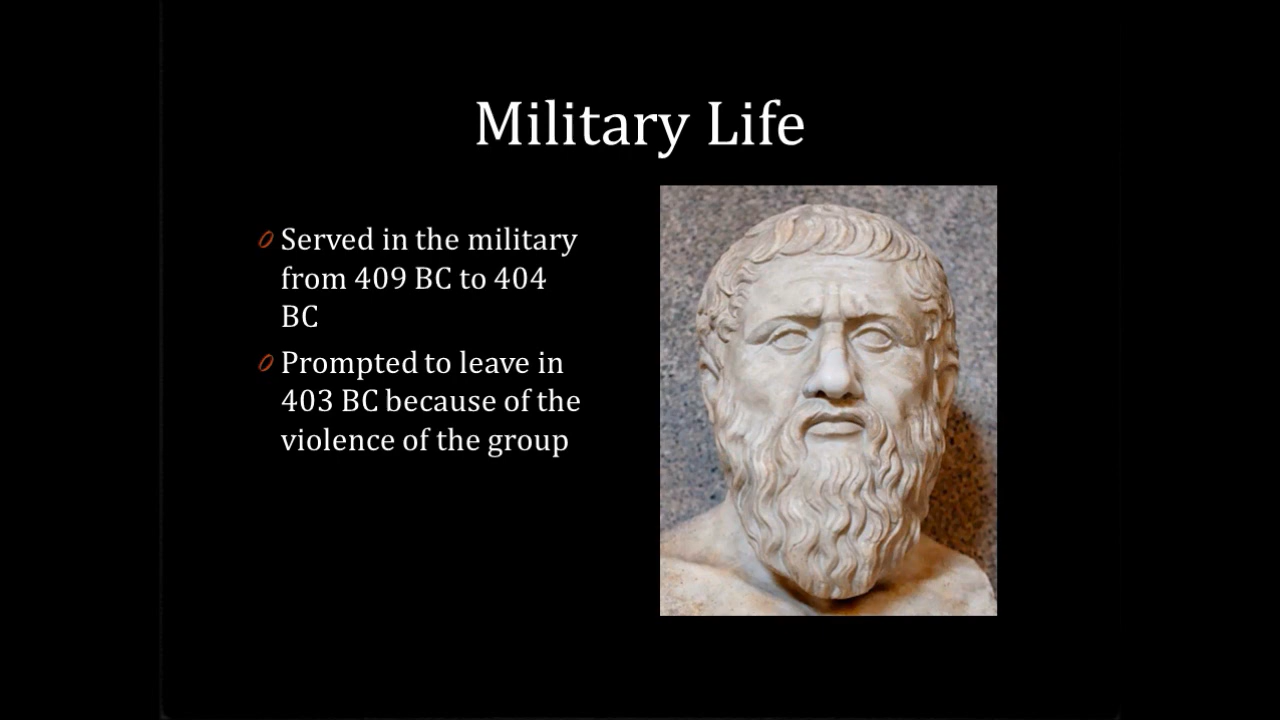 Military Life
Served in the military
from 409 BC to 404
BC
Prompted to leave in
403 BC because of the
violence of the group